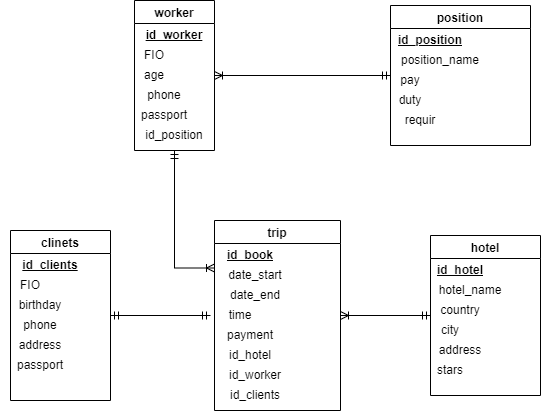 worker
id_worker
FIO
age
phone
passport
id_position
position
id_position
position_name
pay
duty
requir
clinets
id_clients
FIO
birthday
phone
address
passport
trip
id_book
date_start
date_end
time
payment
id_hotel
id_worker
id_clients
hotel
id_hotel
hotel_name
country
city
address
stars